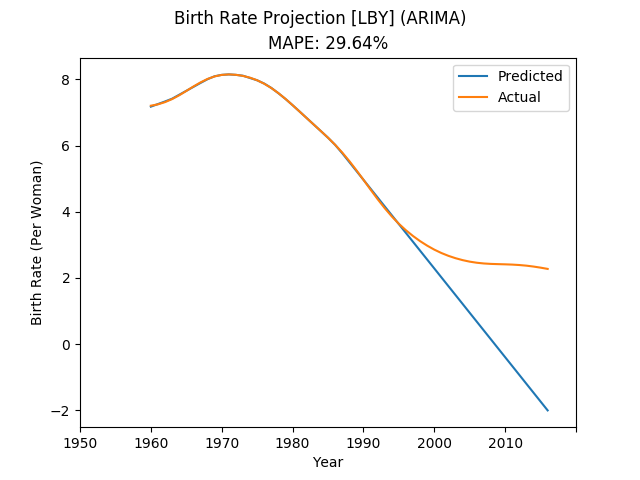 Birth Rate Projection [LBY] (ARIMA)
MAPE: 29.64%
Predicted
Actual
Birth Rate (Per Woman)
8
6
4
2
0
−2
1950 1960 1970 1980 1990 2000 2010
Year